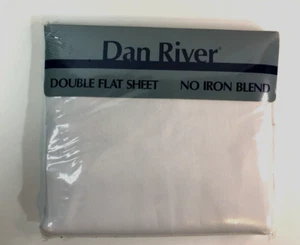 Dan River®
DOUBLE FLAT SHEET NO IRON BLEND